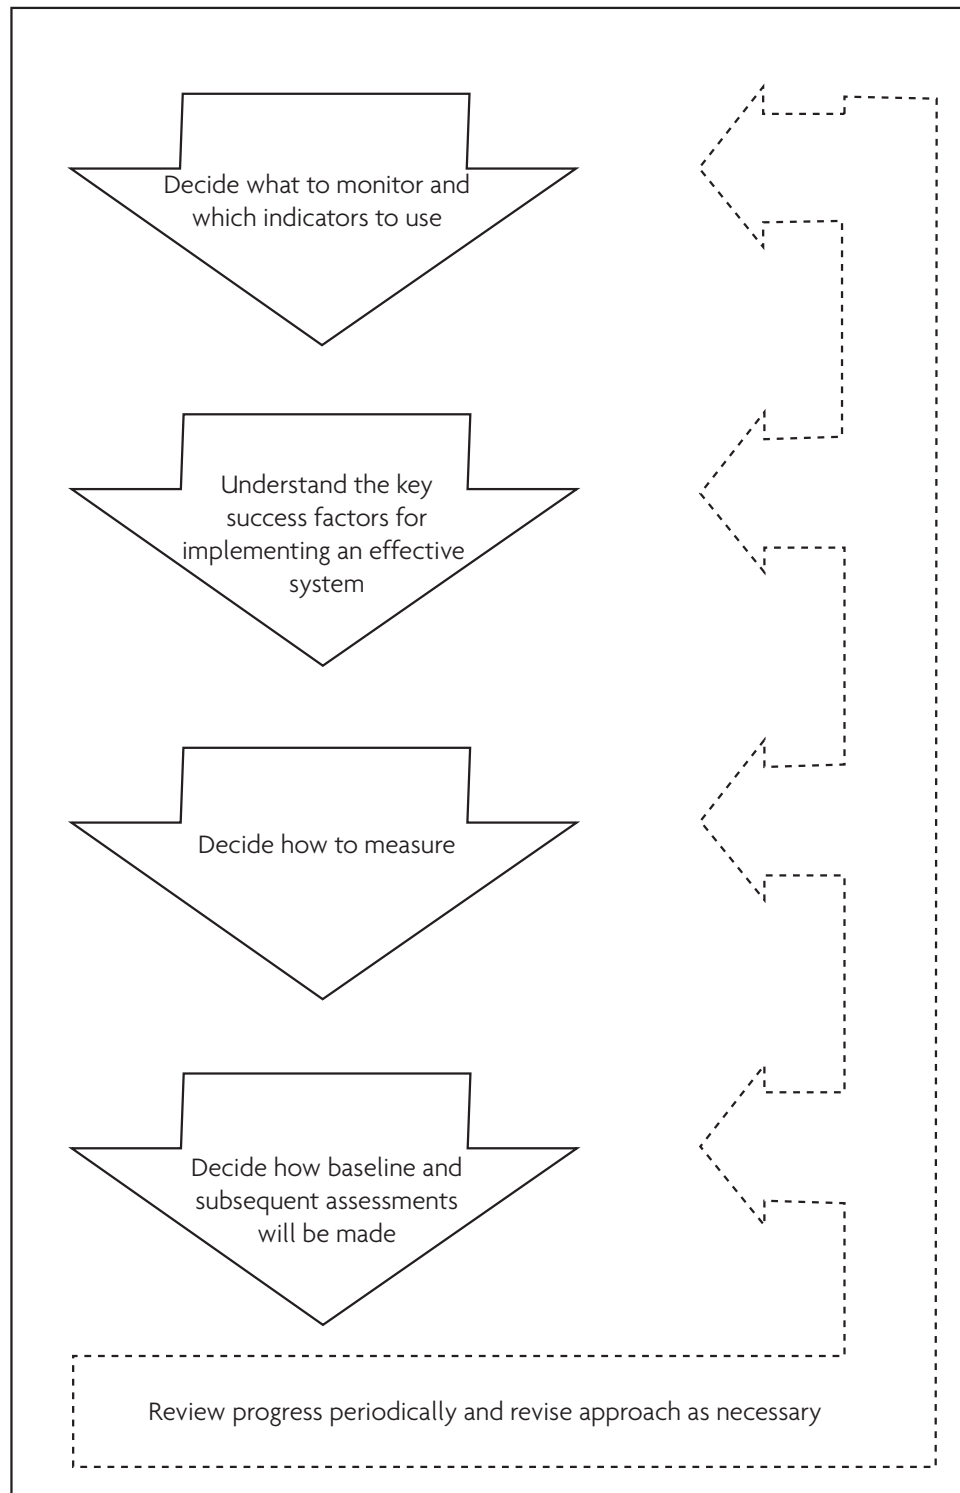 Decide what to monitor and
which indicators to use
Understand the key
success factors for
implementing an effective
system
Decide how to measure
Decide how baseline and
subsequent assessments
will be made
Review progress periodically and revise approach as necessary